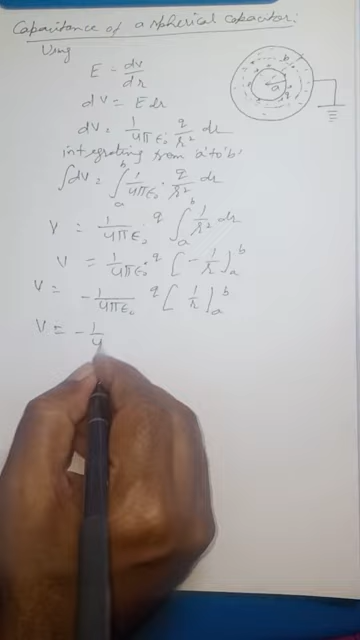 Capacitance of a spherical capacitor:
Using
E = dv/dr
dV = E dr
dV = 1/4πε₀ q/r² dr
integrating from 'a' to 'b'
∫dV = ∫ₐᵇ 1/4πε₀ · q/r² dr
V = 1/4πε₀ q ∫ₐᵇ 1/r² dr
V = 1/4πε₀ q [-1/r]ₐᵇ
V = -1/4πε₀ q [1/r]ₐᵇ
V = -1/4
b
a